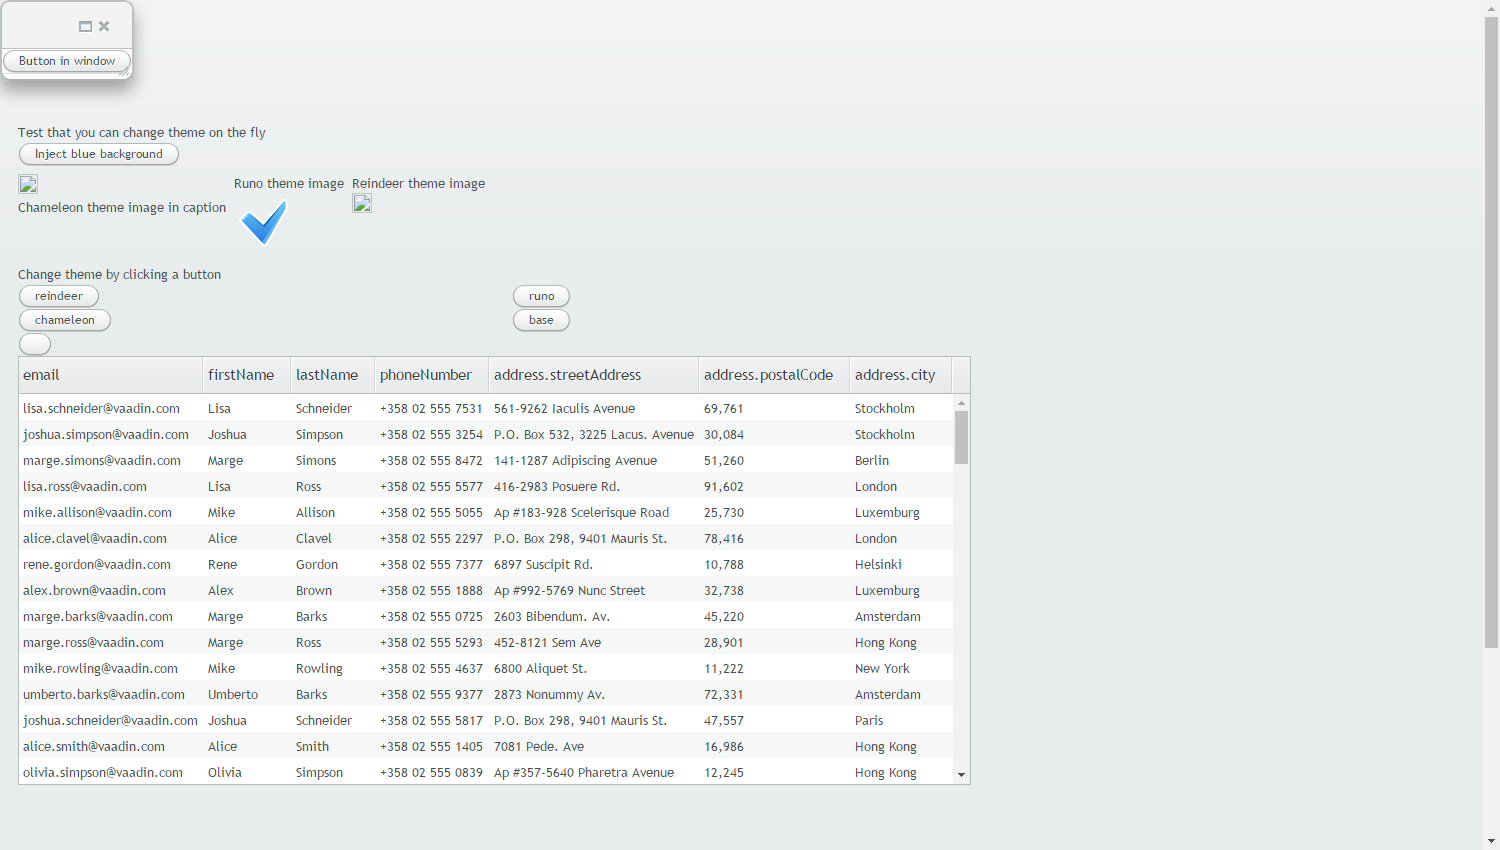 Button in window
Test that you can change theme on the fly
Inject blue background
Runo theme image Reindeer theme image
Chameleon theme image in caption
Change theme by clicking a button
reindeer runo
chameleon base
email firstName lastName phoneNumber address.streetAddress address.postalCode address.city
lisa.schneider@vaadin.com Lisa Schneider +358 02 555 7531 561-9262 Iaculis Avenue 69,761 Stockholm
joshua.simpson@vaadin.com Joshua Simpson +358 02 555 3254 P.O. Box 532, 3225 Lacus. Avenue 30,084 Stockholm
marge.simons@vaadin.com Marge Simons +358 02 555 8472 141-1287 Adipiscing Avenue 51,260 Berlin
lisa.ross@vaadin.com Lisa Ross +358 02 555 5577 416-2983 Posuere Rd. 91,602 London
mike.allison@vaadin.com Mike Allison +358 02 555 5055 Ap #183-928 Scelerisque Road 25,730 Luxemburg
alice.clavel@vaadin.com Alice Clavel +358 02 555 2297 P.O. Box 298, 9401 Mauris St. 78,416 London
rene.gordon@vaadin.com Rene Gordon +358 02 555 7377 6897 Suscipit Rd. 10,788 Helsinki
alex.brown@vaadin.com Alex Brown +358 02 555 1888 Ap #992-5769 Nunc Street 32,738 Luxemburg
marge.barks@vaadin.com Marge Barks +358 02 555 0725 2603 Bibendum. Av. 45,220 Amsterdam
marge.ross@vaadin.com Marge Ross +358 02 555 5293 452-8121 Sem Ave 28,901 Hong Kong
mike.rowling@vaadin.com Mike Rowling +358 02 555 4637 6800 Aliquet St. 11,222 New York
umberto.barks@vaadin.com Umberto Barks +358 02 555 9377 2873 Nonummy Av. 72,331 Amsterdam
joshua.schneider@vaadin.com Joshua Schneider +358 02 555 5817 P.O. Box 298, 9401 Mauris St. 47,557 Paris
alice.smith@vaadin.com Alice Smith +358 02 555 1405 7081 Pede. Ave 16,986 Hong Kong
olivia.simpson@vaadin.com Olivia Simpson +358 02 555 0839 Ap #357-5640 Pharetra Avenue 12,245 Hong Kong